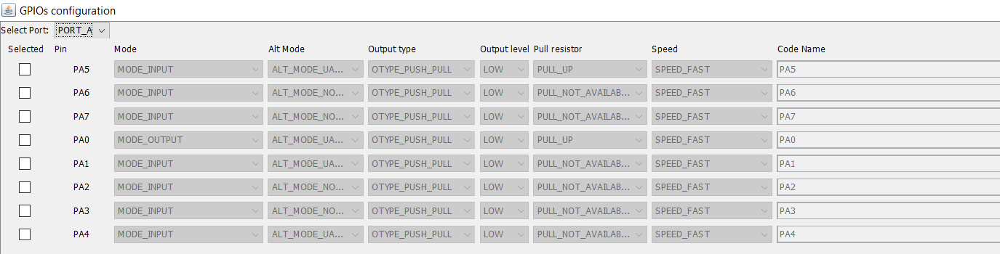 GPIOs configuration
Select Port: PORT_A
Selected Pin Mode Alt Mode Output type Output level Pull resistor Speed Code Name
PA5 MODE_INPUT ALT_MODE_UA... OTYPE_PUSH_PULL LOW PULL_UP SPEED_FAST PA5
PA6 MODE_INPUT ALT_MODE_NO... OTYPE_PUSH_PULL LOW PULL_NOT_AVAILAB... SPEED_FAST PA6
PA7 MODE_INPUT ALT_MODE_NO... OTYPE_PUSH_PULL LOW PULL_NOT_AVAILAB... SPEED_FAST PA7
PA0 MODE_OUTPUT ALT_MODE_UA... OTYPE_PUSH_PULL LOW PULL_UP SPEED_FAST PA0
PA1 MODE_INPUT ALT_MODE_UA... OTYPE_PUSH_PULL LOW PULL_NOT_AVAILAB... SPEED_FAST PA1
PA2 MODE_INPUT ALT_MODE_NO... OTYPE_PUSH_PULL LOW PULL_NOT_AVAILAB... SPEED_FAST PA2
PA3 MODE_INPUT ALT_MODE_NO... OTYPE_PUSH_PULL LOW PULL_NOT_AVAILAB... SPEED_FAST PA3
PA4 MODE_INPUT ALT_MODE_UA... OTYPE_PUSH_PULL LOW PULL_NOT_AVAILAB... SPEED_FAST PA4